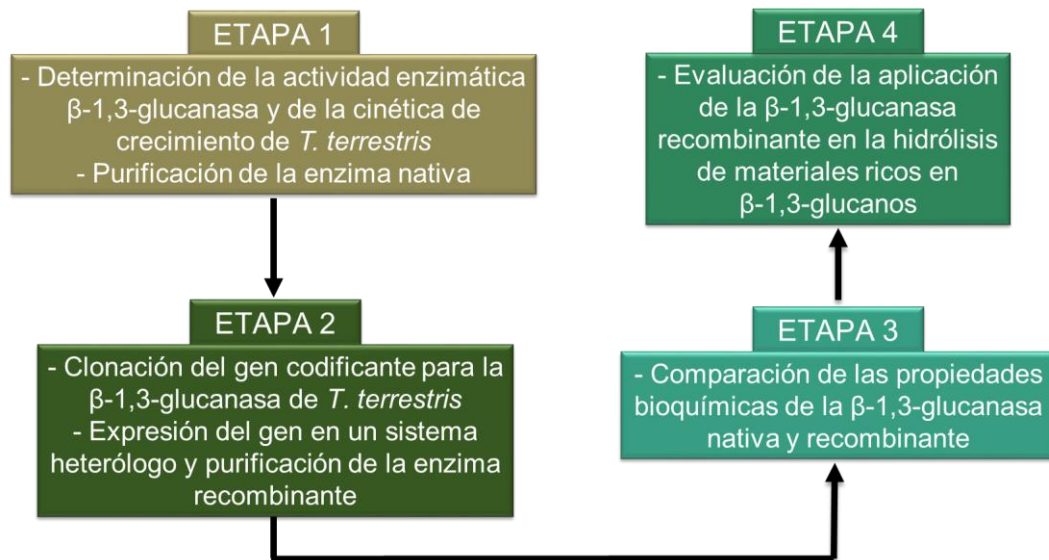 ETAPA 1
- Determinación de la actividad enzimática
β-1,3-glucanasa y de la cinética de
crecimiento de T. terrestris
- Purificación de la enzima nativa
ETAPA 2
- Clonación del gen codificante para la
β-1,3-glucanasa de T. terrestris
- Expresión del gen en un sistema
heterólogo y purificación de la enzima
recombinante
ETAPA 3
- Comparación de las propiedades
bioquímicas de la β-1,3-glucanasa
nativa y recombinante
ETAPA 4
- Evaluación de la aplicación
de la β-1,3-glucanasa
recombinante en la hidrólisis
de materiales ricos en
β-1,3-glucanos